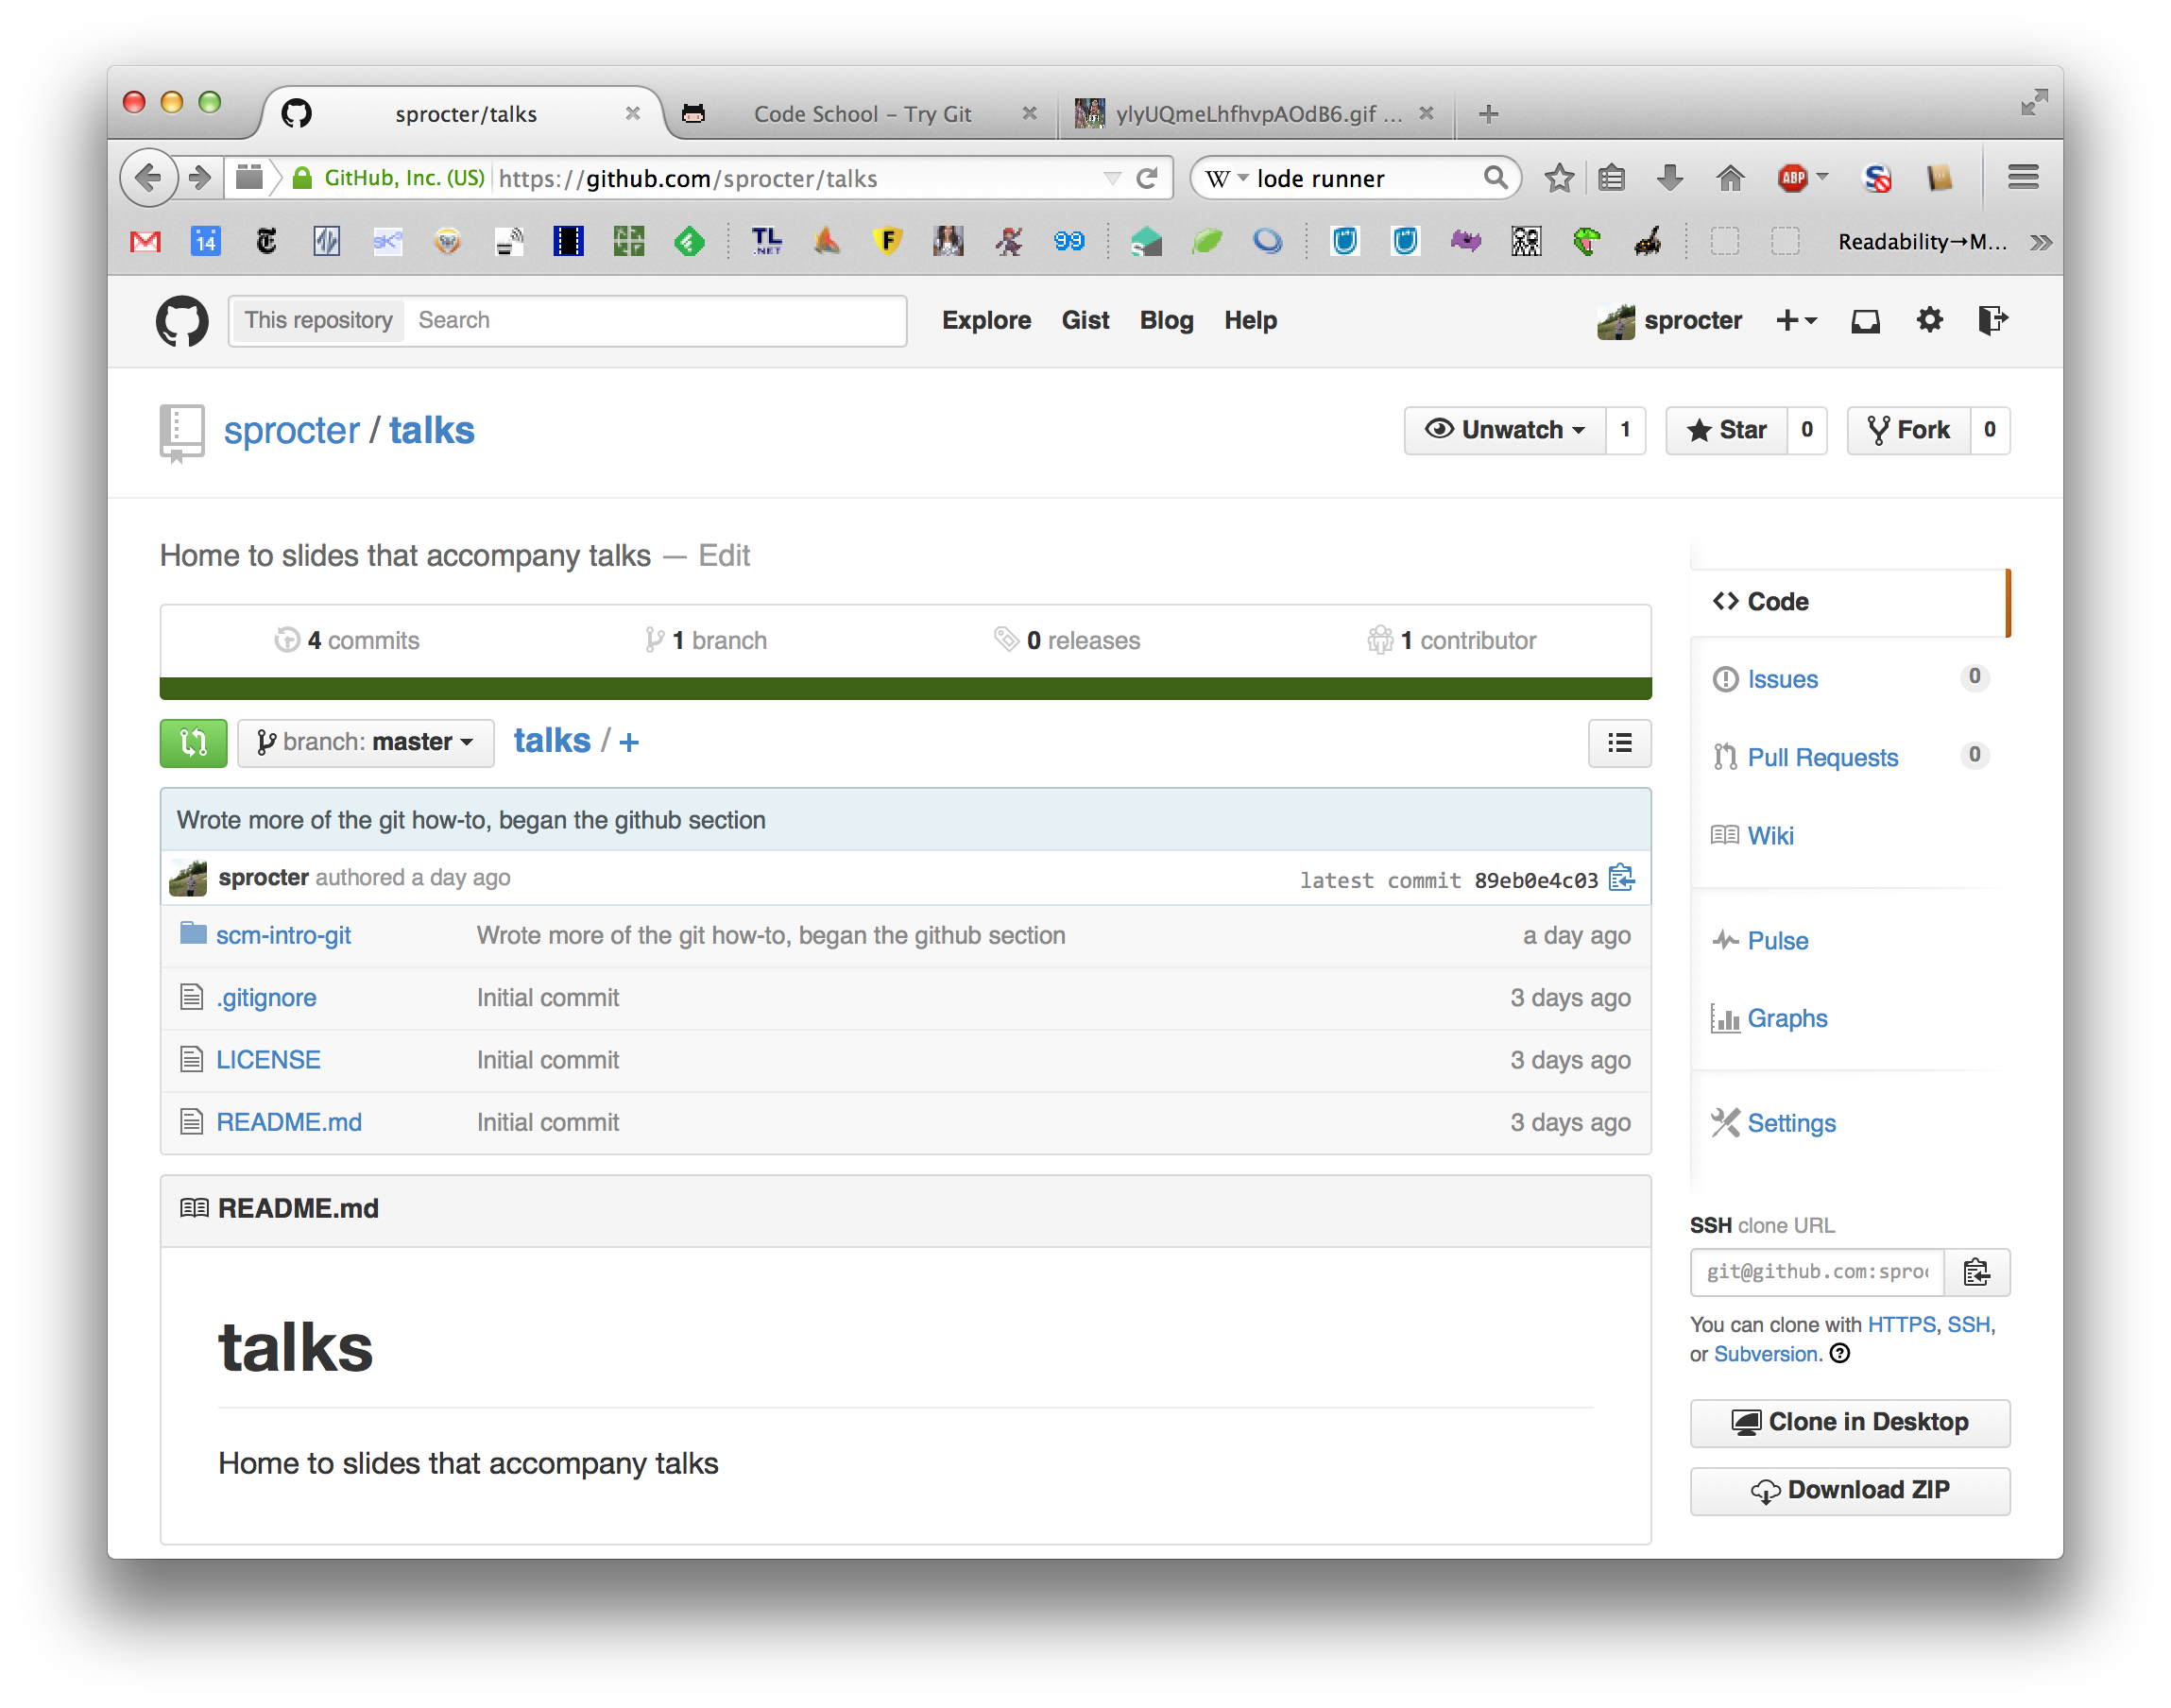 sprocter/talks
Code School – Try Git
ylyUQmeLhfhvpAOdB6.gif ...
GitHub, Inc. (US)
https://github.com/sprocter/talks
W
lode runner
ABP
S
14
TL
.NET
F
99
Readability→M...
This repository
Search
Explore
Gist
Blog
Help
sprocter
sprocter / talks
Unwatch
1
Star
0
Fork
0
Home to slides that accompany talks — Edit
4 commits
1 branch
0 releases
1 contributor
branch: master
talks / +
Wrote more of the git how-to, began the github section
sprocter authored a day ago
latest commit 89eb0e4c03
scm-intro-git
Wrote more of the git how-to, began the github section
a day ago
.gitignore
Initial commit
3 days ago
LICENSE
Initial commit
3 days ago
README.md
Initial commit
3 days ago
README.md
talks
Home to slides that accompany talks
Code
Issues
0
Pull Requests
0
Wiki
Pulse
Graphs
Settings
SSH clone URL
git@github.com:spro
You can clone with HTTPS, SSH,
or Subversion.
Clone in Desktop
Download ZIP